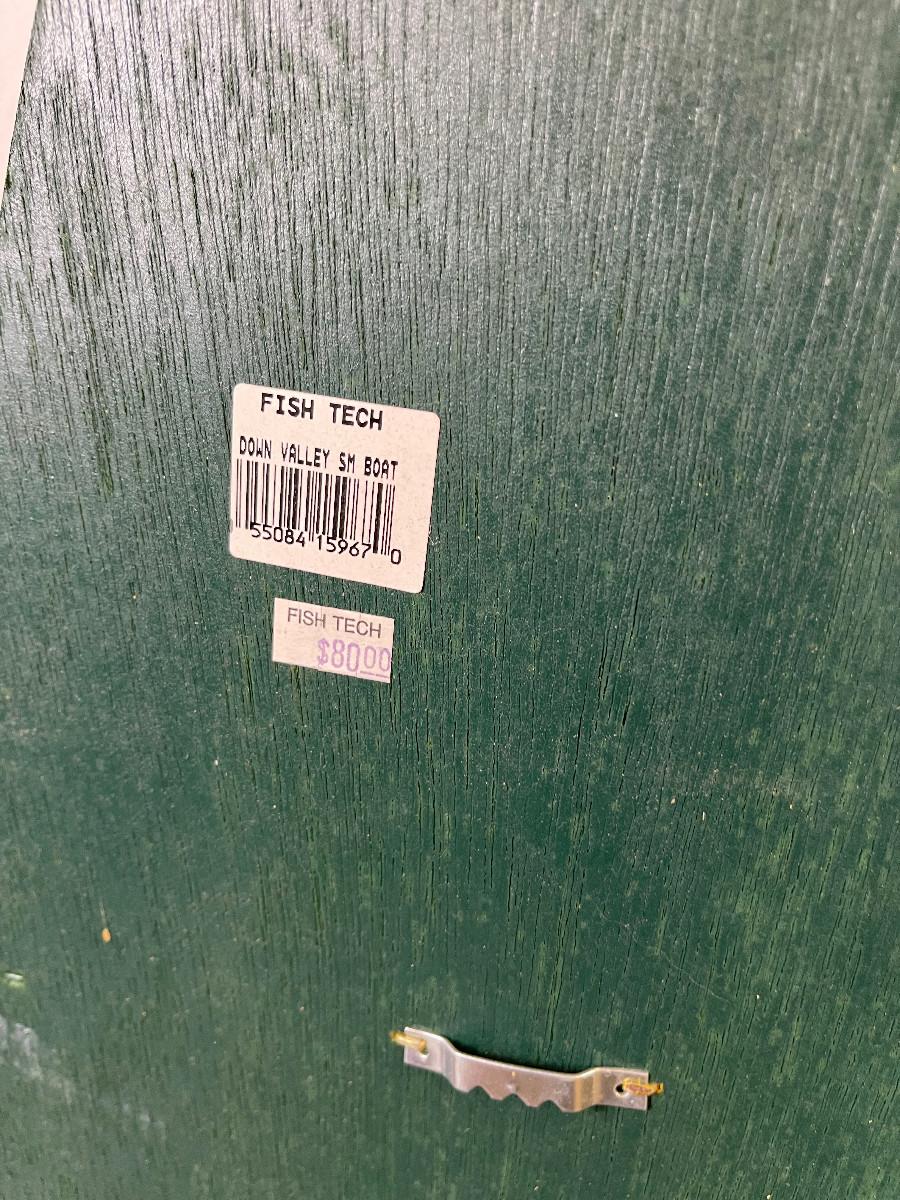 FISH TECH
DOWN VALLEY SM BOAT
55084 15967 0
FISH TECH
$80.00